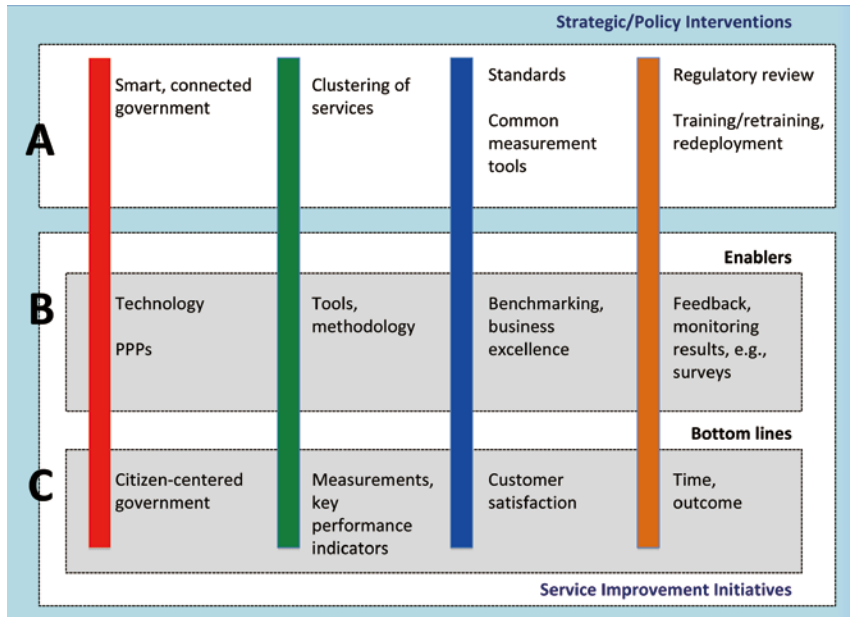 Strategic/Policy Interventions
A
Smart, connected
government
Clustering of
services
Standards
Common
measurement
tools
Regulatory review
Training/retraining,
redeployment
Enablers
B
Technology
PPPs
Tools,
methodology
Benchmarking,
business
excellence
Feedback,
monitoring
results, e.g.,
surveys
Bottom lines
C
Citizen-centered
government
Measurements,
key
performance
indicators
Customer
satisfaction
Time,
outcome
Service Improvement Initiatives